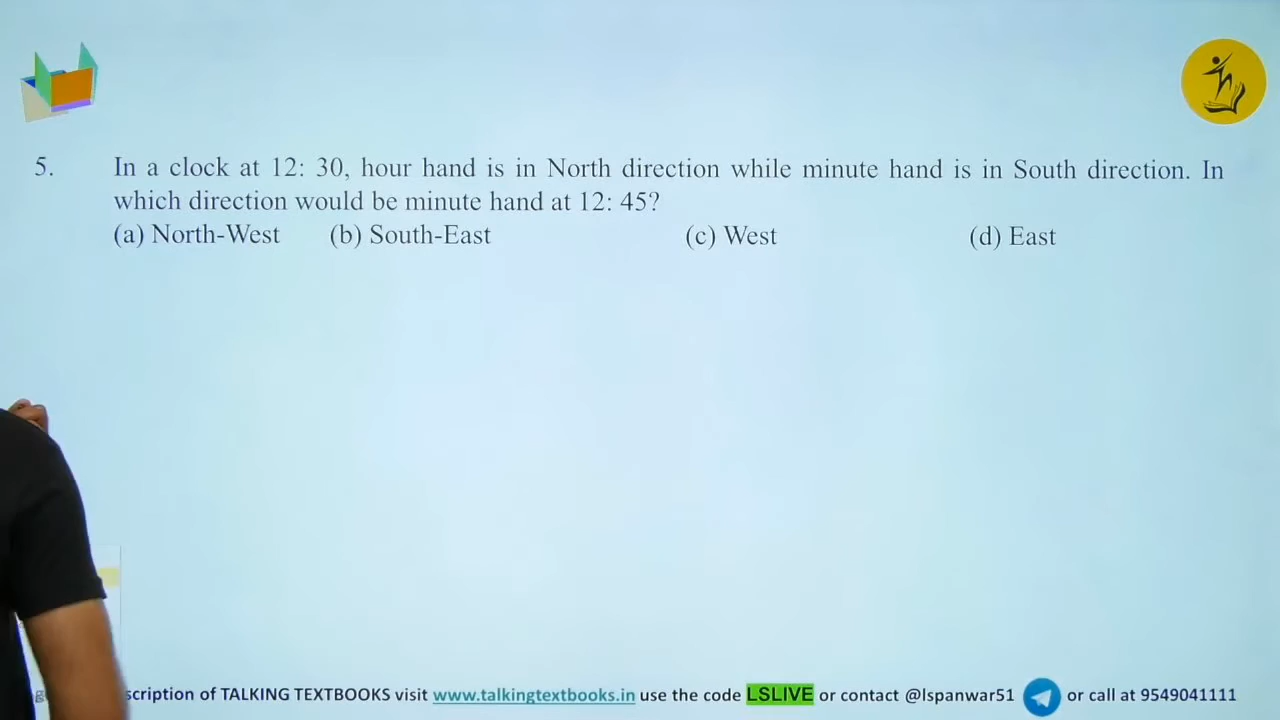 5. In a clock at 12: 30, hour hand is in North direction while minute hand is in South direction. In
which direction would be minute hand at 12: 45?
(a) North-West (b) South-East (c) West (d) East
scription of TALKING TEXTBOOKS visit www.talkingtextbooks.in use the code LSLIVE or contact @lspanwar51 or call at 9549041111